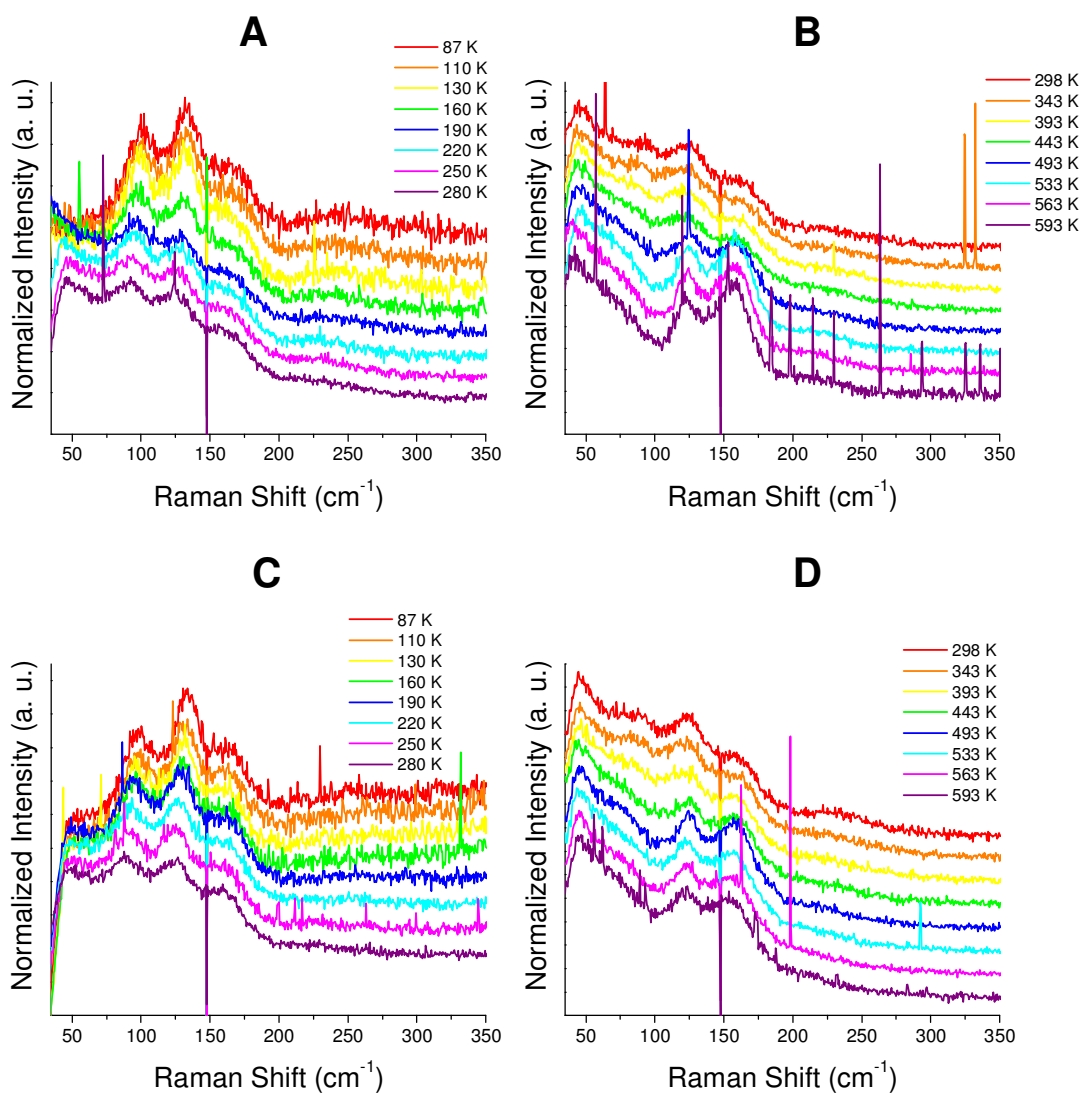 A
87 K
110 K
130 K
160 K
190 K
220 K
250 K
280 K
Normalized Intensity (a. u.)
50 100 150 200 250 300 350
Raman Shift (cm-1)
B
298 K
343 K
393 K
443 K
493 K
533 K
563 K
593 K
Normalized Intensity (a. u.)
50 100 150 200 250 300 350
Raman Shift (cm-1)
C
87 K
110 K
130 K
160 K
190 K
220 K
250 K
280 K
Normalized Intensity (a. u.)
50 100 150 200 250 300 350
Raman Shift (cm-1)
D
298 K
343 K
393 K
443 K
493 K
533 K
563 K
593 K
Normalized Intensity (a. u.)
50 100 150 200 250 300 350
Raman Shift (cm-1)